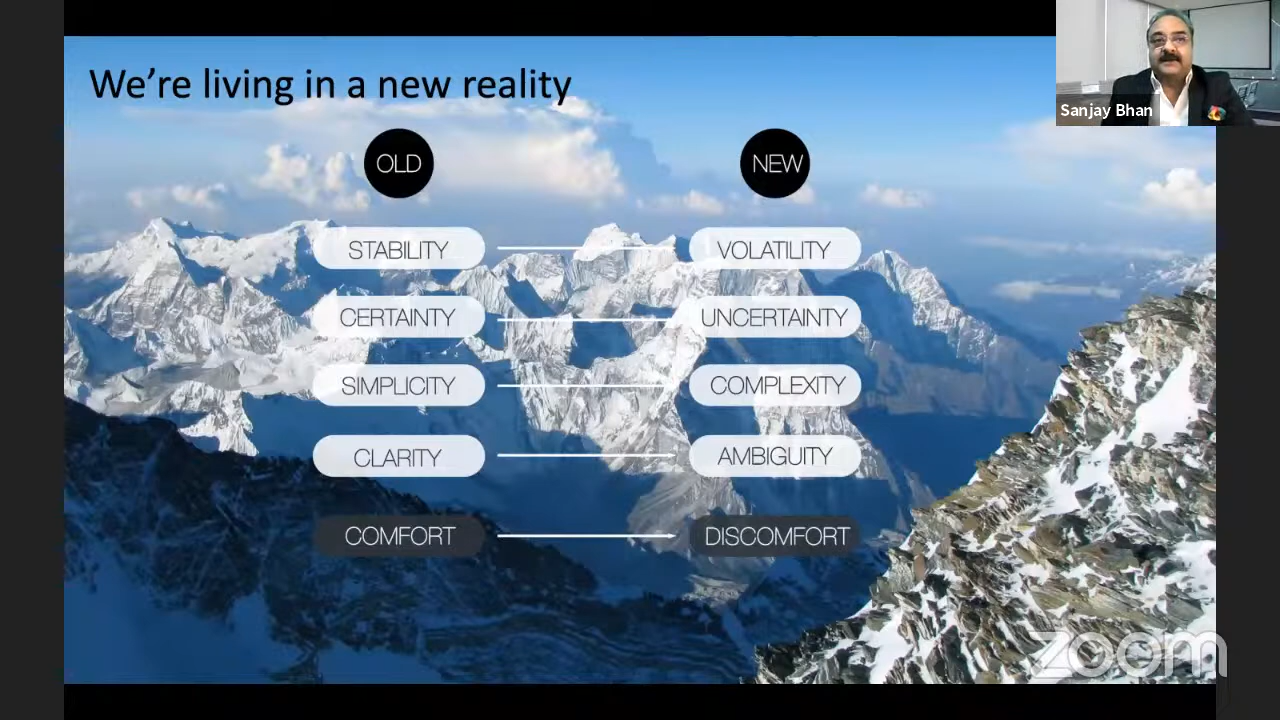 We're living in a new reality
Sanjay Bhan
OLD NEW
STABILITY VOLATILITY
CERTAINTY UNCERTAINTY
SIMPLICITY COMPLEXITY
CLARITY AMBIGUITY
COMFORT DISCOMFORT
zoom